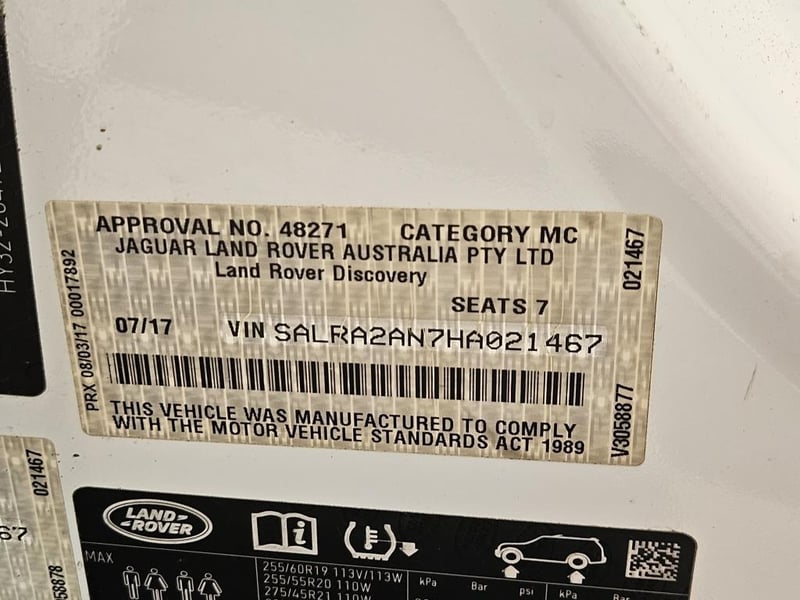 APPROVAL NO. 48271 CATEGORY MC
JAGUAR LAND ROVER AUSTRALIA PTY LTD
Land Rover Discovery
SEATS 7
07/17 VIN SALRA2AN7HA021467
THIS VEHICLE WAS MANUFACTURED TO COMPLY
WITH THE MOTOR VEHICLE STANDARDS ACT 1989
PRX 08/03/17 00017892
021467
V3058877
021467
67
58878
LAND-
-ROVER
MAX
255/60R19 113V/113W
255/55R20 110W
275/45R21 110W
kPa Bar psi kPa Bar